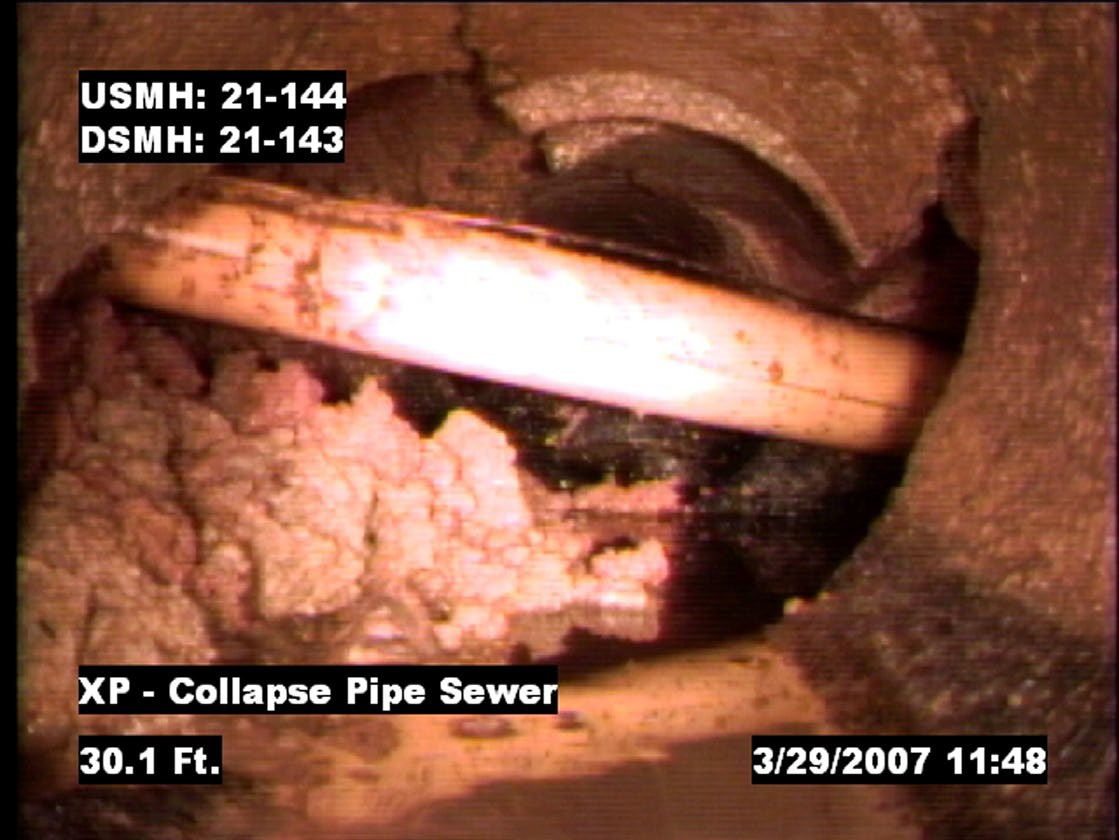 USMH: 21-144
DSMH: 21-143
XP - Collapse Pipe Sewer
30.1 Ft.
3/29/2007 11:48